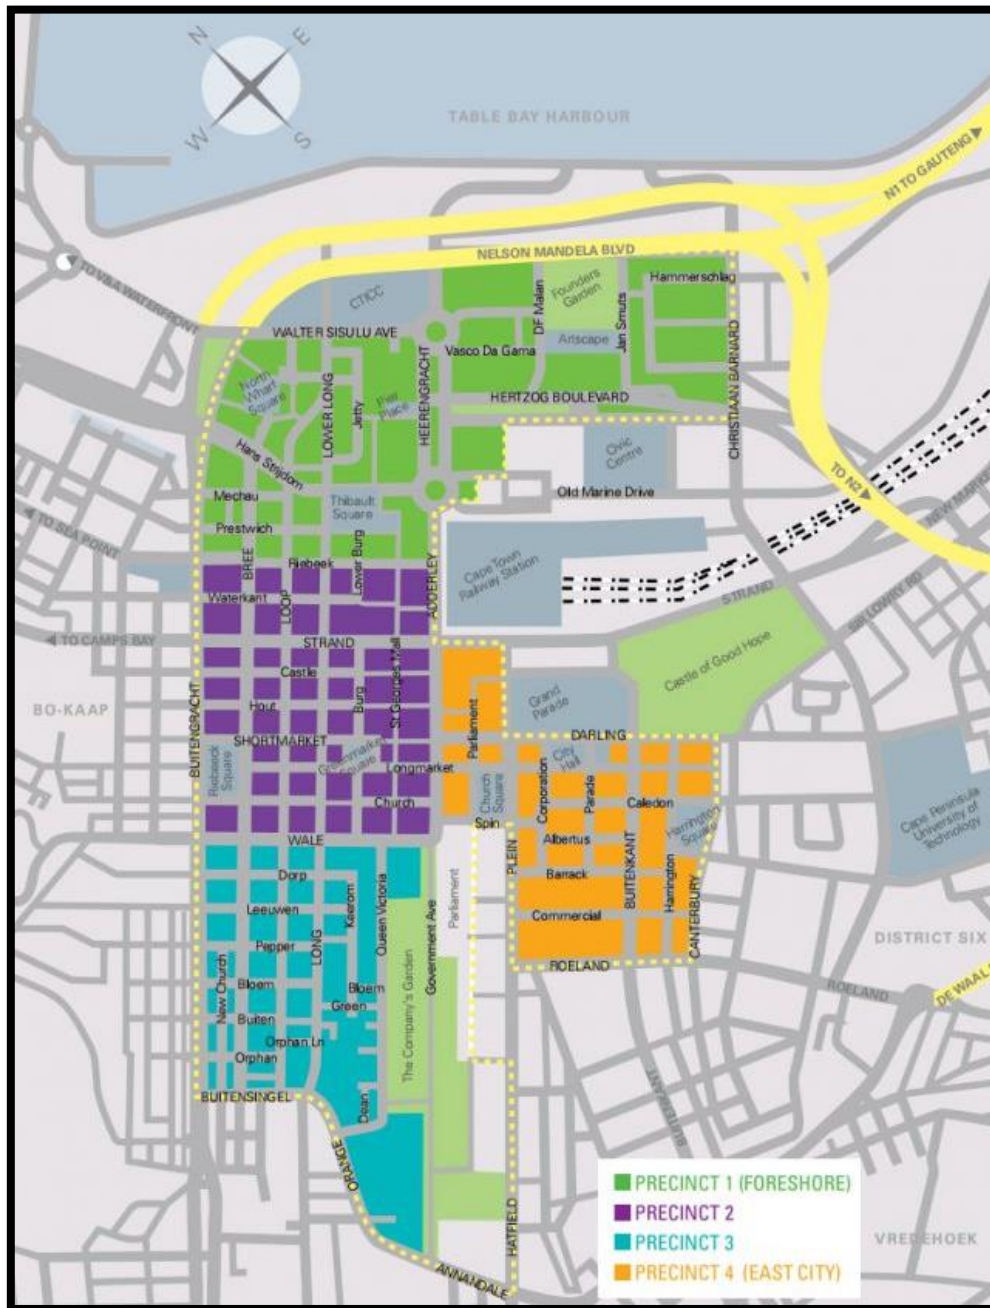 N
E
W
S
TABLE BAY HARBOUR
N1 TO GAUTENG
NELSON MANDELA BLVD
TO V&A WATERFRONT
CTICC
Founders
Garden
Hammerschlag
DF Malan
Jan Smuts
WALTER SISULU AVE
Artscape
Vasco Da Gama
CHRISTIAAN BARNARD
North
Wharf
Square
LOWER LONG
Jetty
Pier
Place
HEERENGRACHT
HERTZOG BOULEVARD
Hans Strijdom
Civic
Centre
Mechau
Thibault
Square
Old Marine Drive
TO N2
NEW MARKET
TO SEA POINT
Prestwich
BREE
Riebeek
Lower Burg
ADDERLEY
Cape Town
Railway Station
STRAND
SIR LOWRY RD
Waterkant
LOOP
TO CAMPS BAY
STRAND
Castle
St Georges Mall
Castle of Good Hope
BO-KAAP
BUITENGRACHT
Hout
Burg
Parliament
Grand
Parade
SHORTMARKET
DARLING
Riebeeck
Square
Greenmarket
Square
Longmarket
City
Hall
Church
Church
Square
Corporation
Parade
Caledon
Harrington
Square
Cape Peninsula
University of
Technology
Spin
WALE
PLEIN
Albertus
BUITENKANT
Dorp
Barrack
Harrington
CANTERBURY
Leeuwen
Keerom
Queen Victoria
Government Ave
Parliament
Commercial
Pepper
LONG
DISTRICT SIX
ROELAND
New Church
Bloem
Bloem
ROELAND
DE WAAL
Green
Buiten
The Company's Garden
Orphan Ln
Orphan
BUITENSINGEL
Dean
BUITENKANT
ORANGE
HATFIELD
ANNANDALE
VREDEHOEK
PRECINCT 1 (FORESHORE)
PRECINCT 2
PRECINCT 3
PRECINCT 4 (EAST CITY)